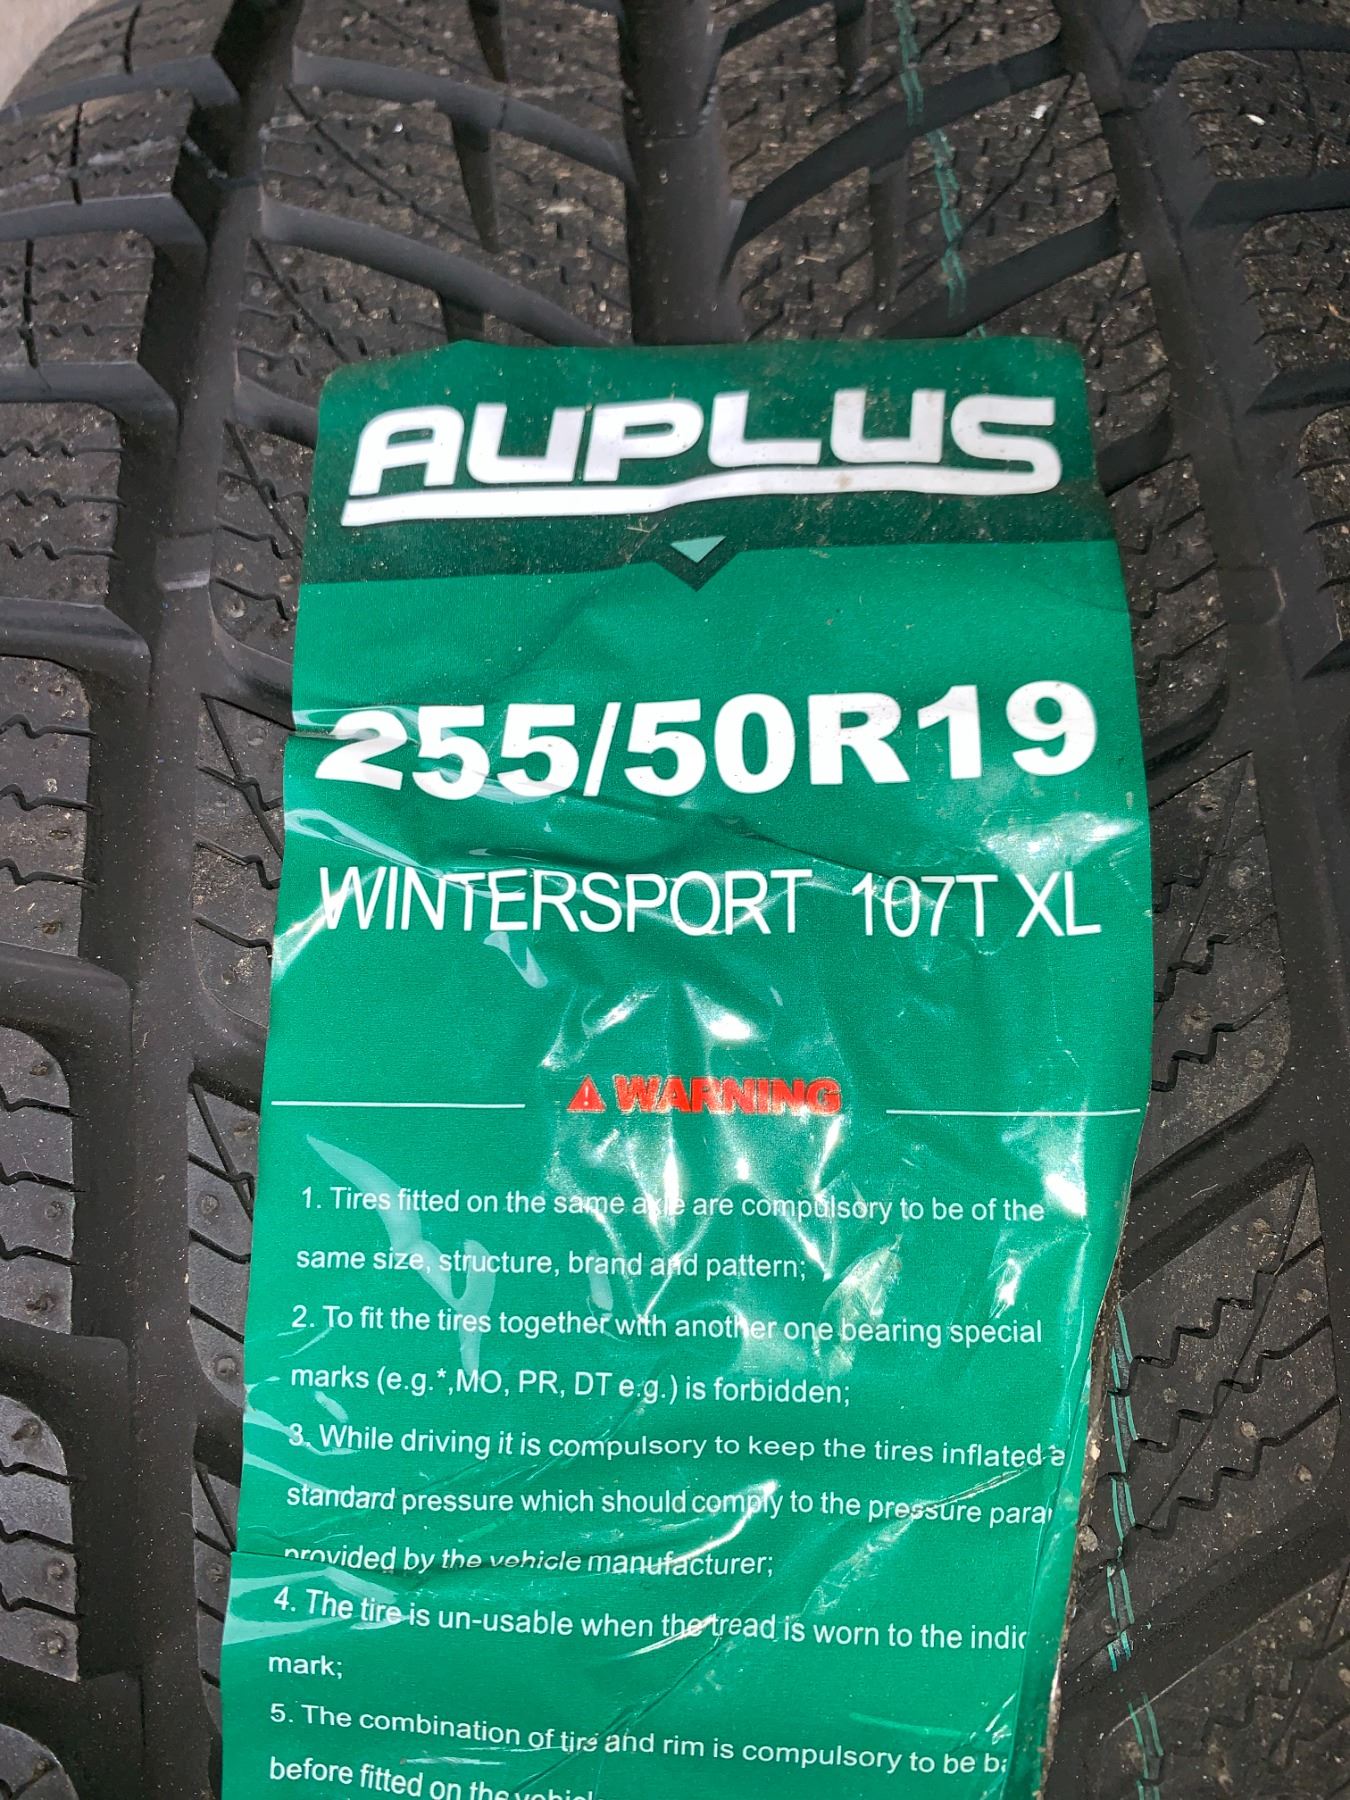 AUPLUS
255/50R19
WINTERSPORT 107T XL
WARNING
1. Tires fitted on the same axle are compulsory to be of the
same size, structure, brand and pattern;
2. To fit the tires together with another one bearing special
marks (e.g.*,MO, PR, DT e.g.) is forbidden;
3. While driving it is compulsory to keep the tires inflated
standard pressure which should comply to the pressure
provided by the vehicle manufacturer;
4. The tire is un-usable when the tread is worn to the
mark;
5. The combination of tire and rim is compulsory to be
before fitted on the